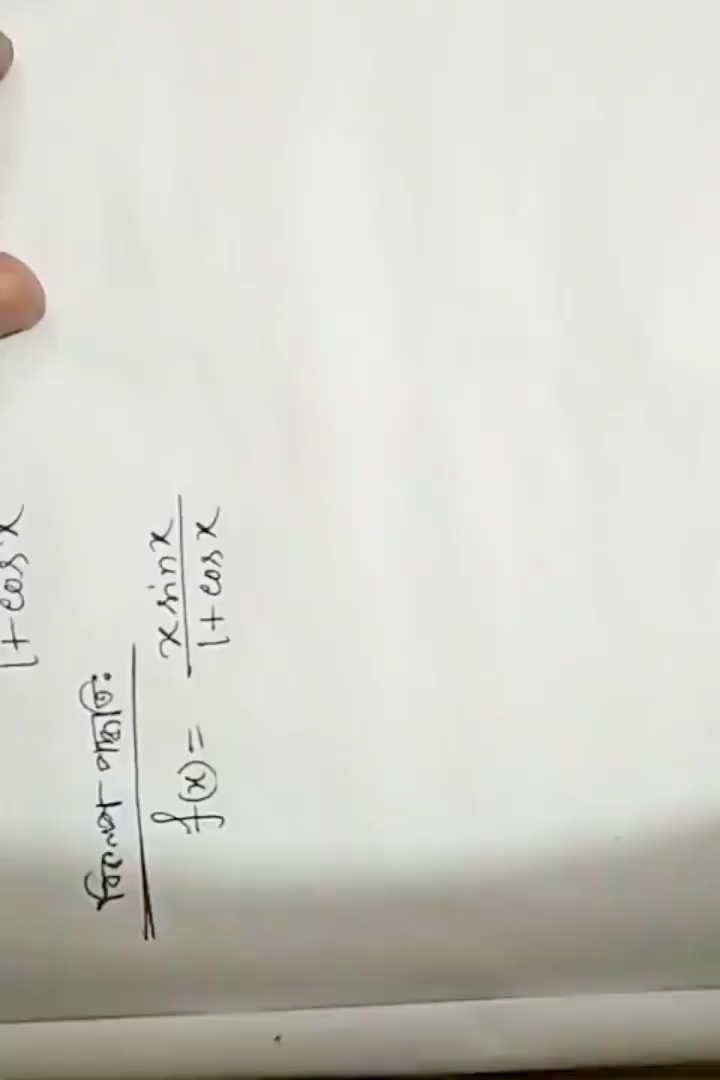 1+cos x
বিকল্প পদ্ধতি:
f(x) = x sin x / 1+cos x